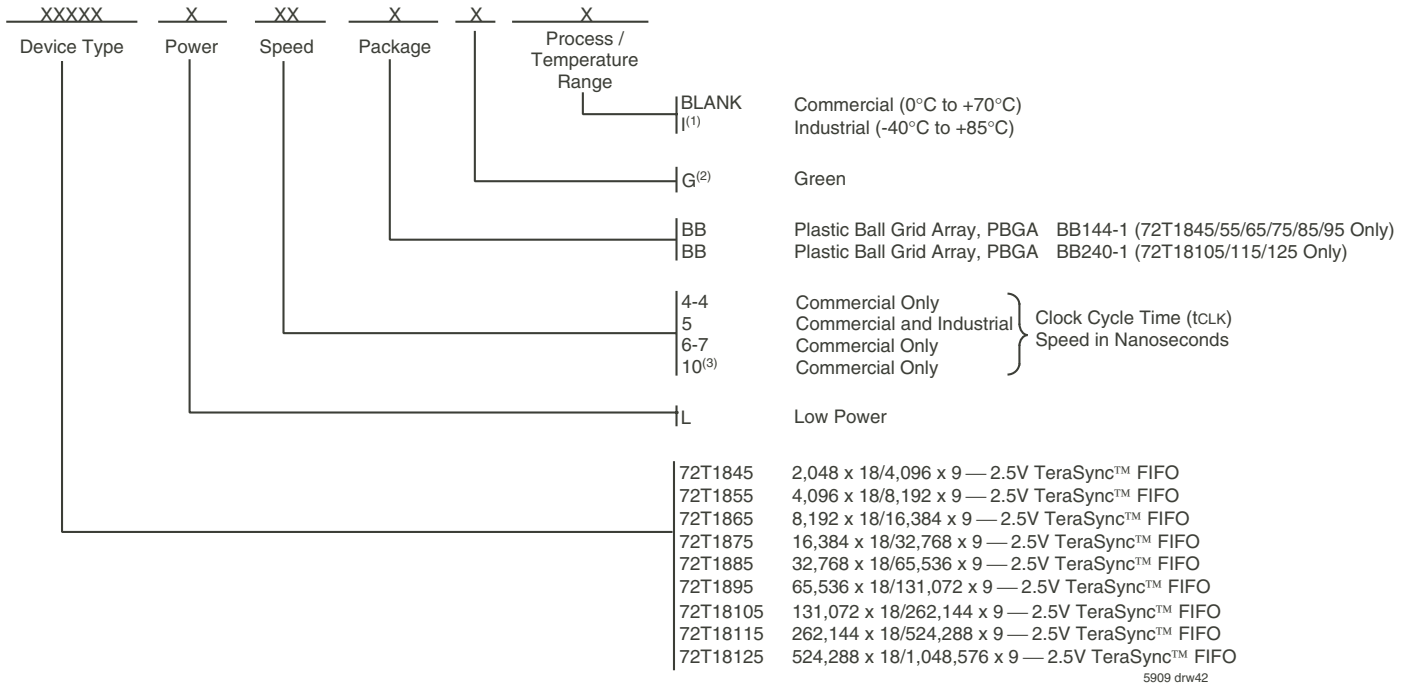 XXXXX X XX X X X
Device Type Power Speed Package Process /
Temperature
Range
BLANK Commercial (0°C to +70°C)
I(1) Industrial (-40°C to +85°C)
G(2) Green
BB Plastic Ball Grid Array, PBGA BB144-1 (72T1845/55/65/75/85/95 Only)
BB Plastic Ball Grid Array, PBGA BB240-1 (72T18105/115/125 Only)
4-4 Commercial Only
5 Commercial and Industrial
6-7 Commercial Only
10(3) Commercial Only
Clock Cycle Time (tCLK)
Speed in Nanoseconds
L Low Power
72T1845 2,048 x 18/4,096 x 9 — 2.5V TeraSync™ FIFO
72T1855 4,096 x 18/8,192 x 9 — 2.5V TeraSync™ FIFO
72T1865 8,192 x 18/16,384 x 9 — 2.5V TeraSync™ FIFO
72T1875 16,384 x 18/32,768 x 9 — 2.5V TeraSync™ FIFO
72T1885 32,768 x 18/65,536 x 9 — 2.5V TeraSync™ FIFO
72T1895 65,536 x 18/131,072 x 9 — 2.5V TeraSync™ FIFO
72T18105 131,072 x 18/262,144 x 9 — 2.5V TeraSync™ FIFO
72T18115 262,144 x 18/524,288 x 9 — 2.5V TeraSync™ FIFO
72T18125 524,288 x 18/1,048,576 x 9 — 2.5V TeraSync™ FIFO
5909 drw42